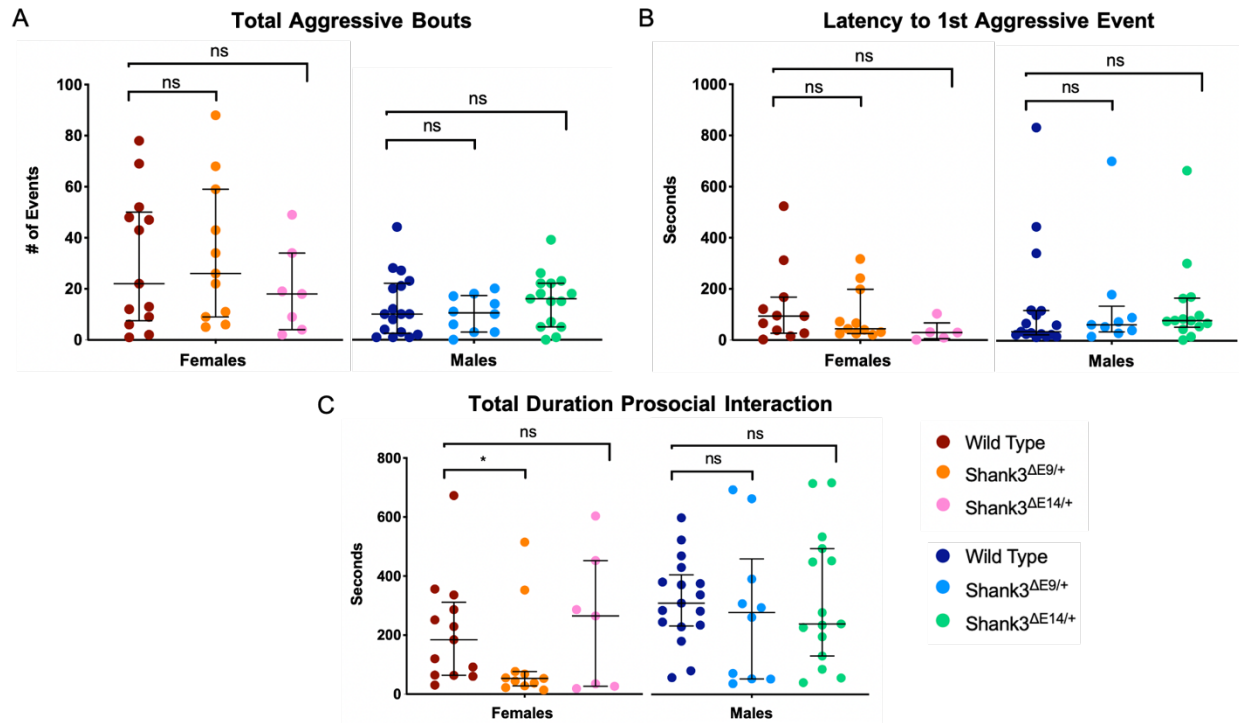 A
Total Aggressive Bouts
ns
ns
100
80
60
40
20
0
# of Events
Females
ns
ns
Males
B
Latency to 1st Aggressive Event
ns
ns
1000
800
600
400
200
0
Seconds
Females
ns
ns
Males
C
Total Duration Prosocial Interaction
ns
*
800
600
400
200
0
Seconds
Females
ns
ns
Males
Wild Type
Shank3ΔE9/+
Shank3ΔE14/+
Wild Type
Shank3ΔE9/+
Shank3ΔE14/+